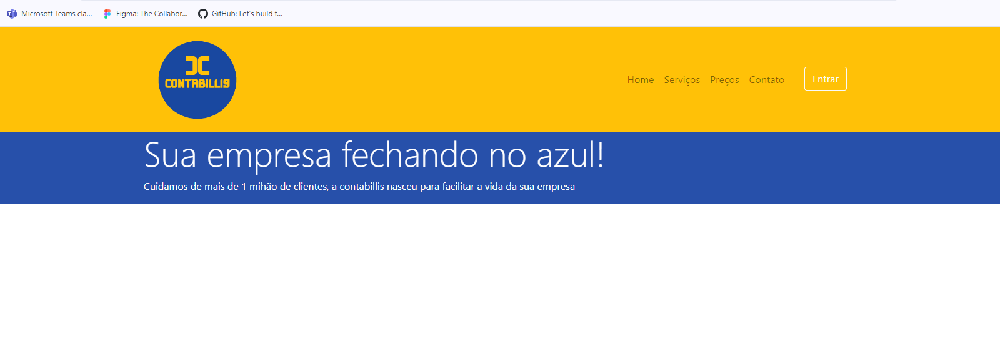 Microsoft Teams cla... Figma: The Collabor... GitHub: Let's build f...
CONTABILLIS
Home Serviços Preços Contato Entrar
Sua empresa fechando no azul!
Cuidamos de mais de 1 mihão de clientes, a contabillis nasceu para facilitar a vida da sua empresa